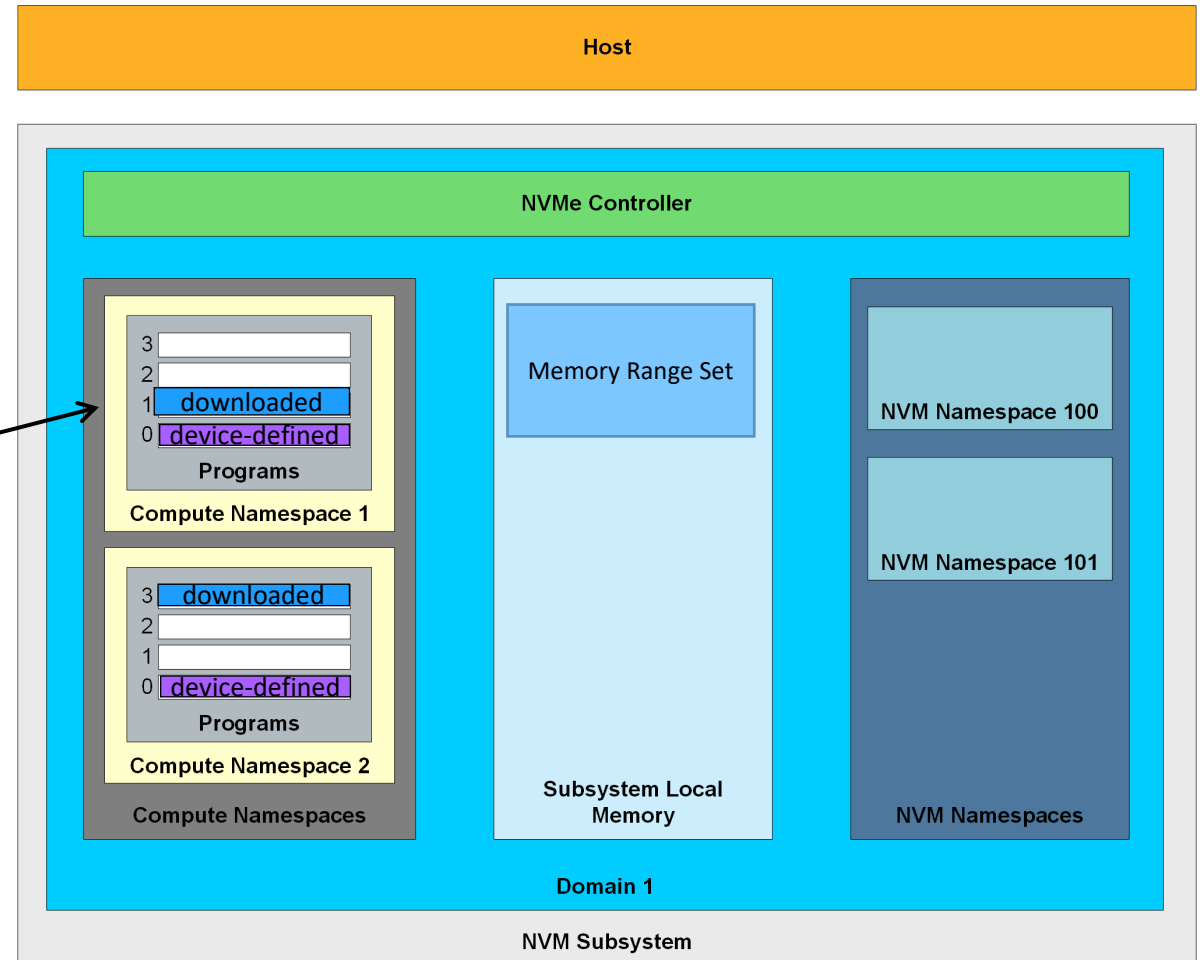 Host
NVMe Controller
3
2
1 downloaded
0 device-defined
Programs
Compute Namespace 1
3 downloaded
2
1
0 device-defined
Programs
Compute Namespace 2
Compute Namespaces
Memory Range Set
Subsystem Local
Memory
NVM Namespace 100
NVM Namespace 101
NVM Namespaces
Domain 1
NVM Subsystem